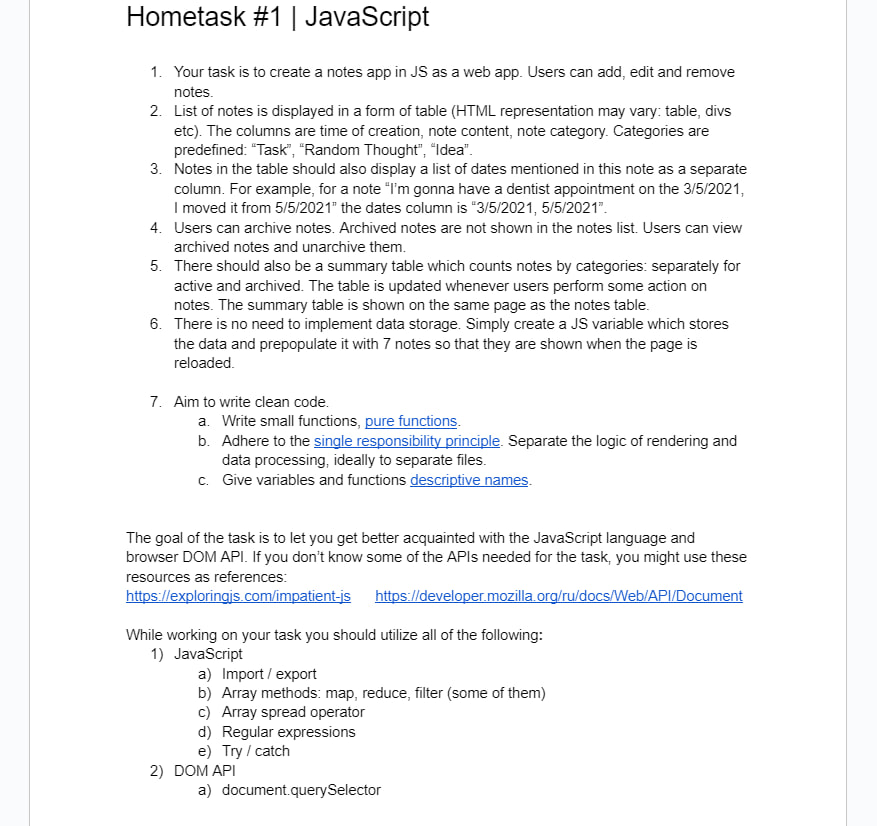 Hometask #1 | JavaScript
1. Your task is to create a notes app in JS as a web app. Users can add, edit and remove
notes.
2. List of notes is displayed in a form of table (HTML representation may vary: table, divs
etc). The columns are time of creation, note content, note category. Categories are
predefined: “Task”, “Random Thought”, “Idea”.
3. Notes in the table should also display a list of dates mentioned in this note as a separate
column. For example, for a note “I’m gonna have a dentist appointment on the 3/5/2021,
I moved it from 5/5/2021” the dates column is “3/5/2021, 5/5/2021”.
4. Users can archive notes. Archived notes are not shown in the notes list. Users can view
archived notes and unarchive them.
5. There should also be a summary table which counts notes by categories: separately for
active and archived. The table is updated whenever users perform some action on
notes. The summary table is shown on the same page as the notes table.
6. There is no need to implement data storage. Simply create a JS variable which stores
the data and prepopulate it with 7 notes so that they are shown when the page is
reloaded.
7. Aim to write clean code.
a. Write small functions, pure functions.
b. Adhere to the single responsibility principle. Separate the logic of rendering and
data processing, ideally to separate files.
c. Give variables and functions descriptive names.
The goal of the task is to let you get better acquainted with the JavaScript language and
browser DOM API. If you don’t know some of the APIs needed for the task, you might use these
resources as references:
https://exploringjs.com/impatient-js https://developer.mozilla.org/ru/docs/Web/API/Document
While working on your task you should utilize all of the following:
1) JavaScript
a) Import / export
b) Array methods: map, reduce, filter (some of them)
c) Array spread operator
d) Regular expressions
e) Try / catch
2) DOM API
a) document.querySelector